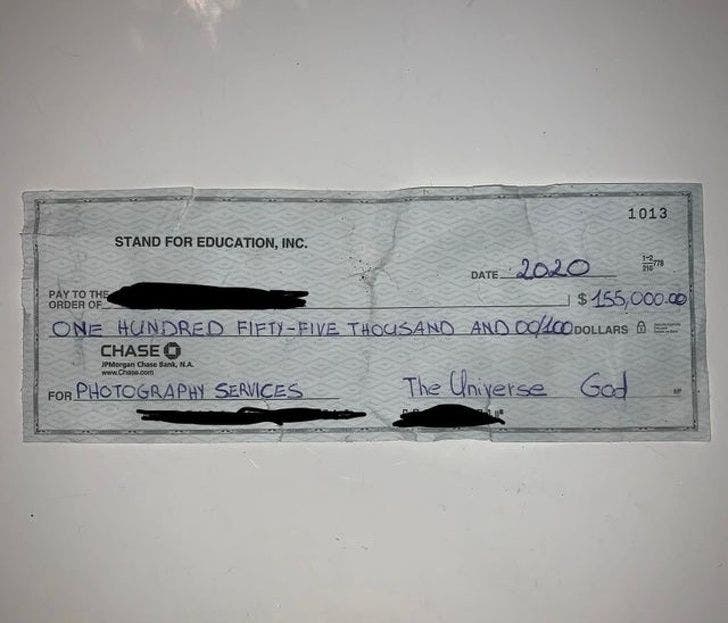 1013
STAND FOR EDUCATION, INC.
DATE 2020
1-2
210 778
PAY TO THE
ORDER OF
$ 155,000.00
ONE HUNDRED FIFTY-FIVE THOUSAND AND 00/100 DOLLARS
CHASE
JPMorgan Chase Bank, N.A.
www.Chase.com
FOR PHOTOGRAPHY SERVICES The Universe God
MP